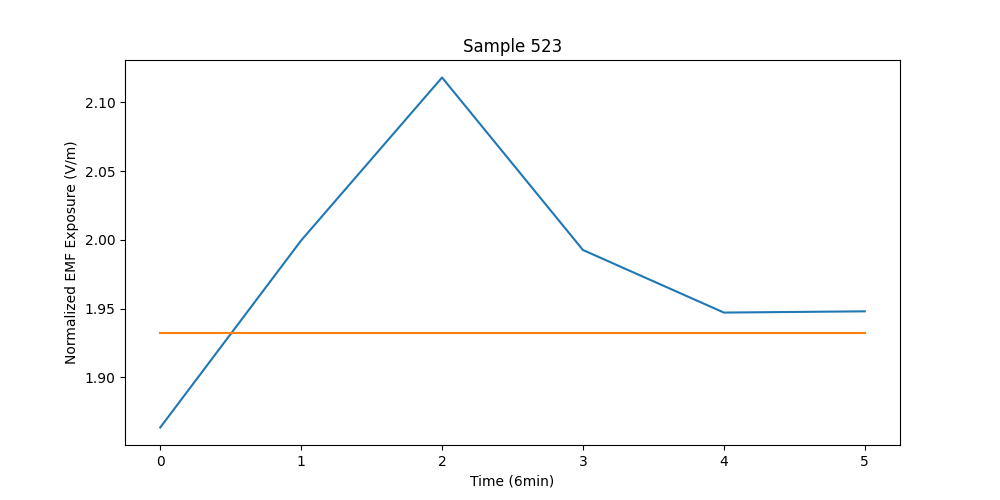 Sample 523
Normalized EMF Exposure (V/m)
2.10
2.05
2.00
1.95
1.90
0 1 2 3 4 5
Time (6min)